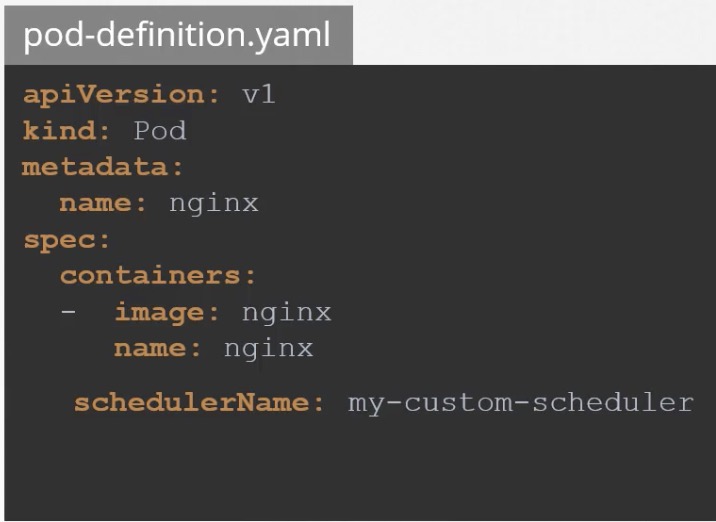 pod-definition.yaml
apiVersion: v1
kind: Pod
metadata:
  name: nginx
spec:
  containers:
  -  image: nginx
     name: nginx
   schedulerName: my-custom-scheduler